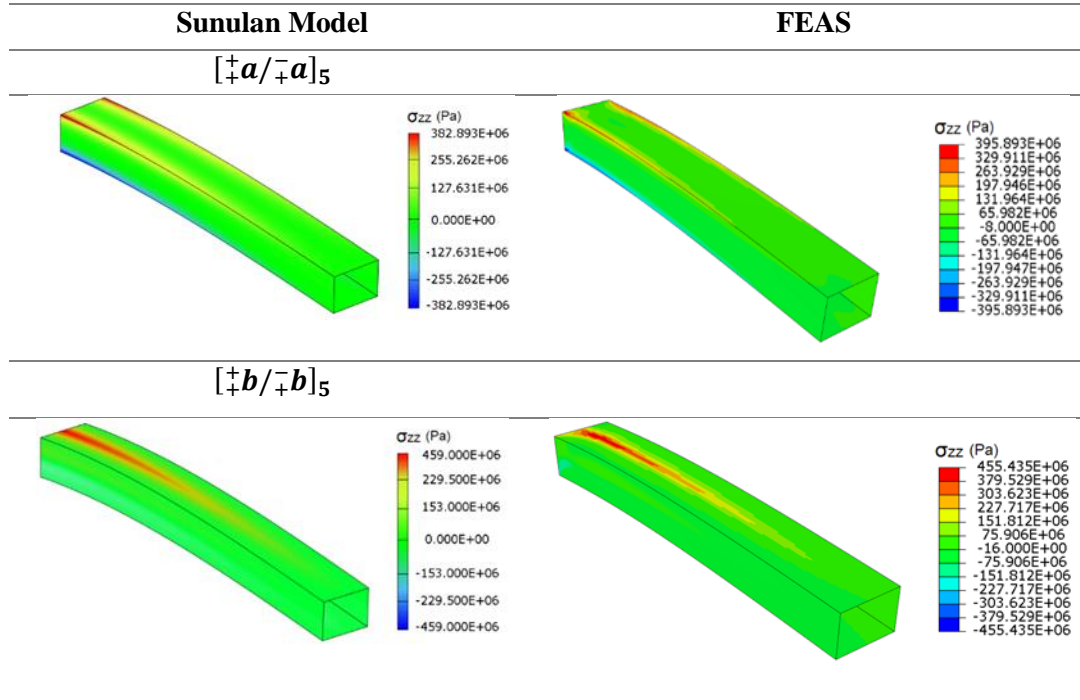 Sunulan Model FEAS
[⁺₊a/⁻₊a]₅
σzz (Pa)
382.893E+06
255.262E+06
127.631E+06
0.000E+00
-127.631E+06
-255.262E+06
-382.893E+06
σzz (Pa)
395.893E+06
329.911E+06
263.929E+06
197.946E+06
131.964E+06
65.982E+06
-8.000E+00
-65.982E+06
-131.964E+06
-197.947E+06
-263.929E+06
-329.911E+06
-395.893E+06
[⁺₊b/⁻₊b]₅
σzz (Pa)
459.000E+06
229.500E+06
153.000E+06
0.000E+00
-153.000E+06
-229.500E+06
-459.000E+06
σzz (Pa)
455.435E+06
379.529E+06
303.623E+06
227.717E+06
151.812E+06
75.906E+06
-16.000E+00
-75.906E+06
-151.812E+06
-227.717E+06
-303.623E+06
-379.529E+06
-455.435E+06